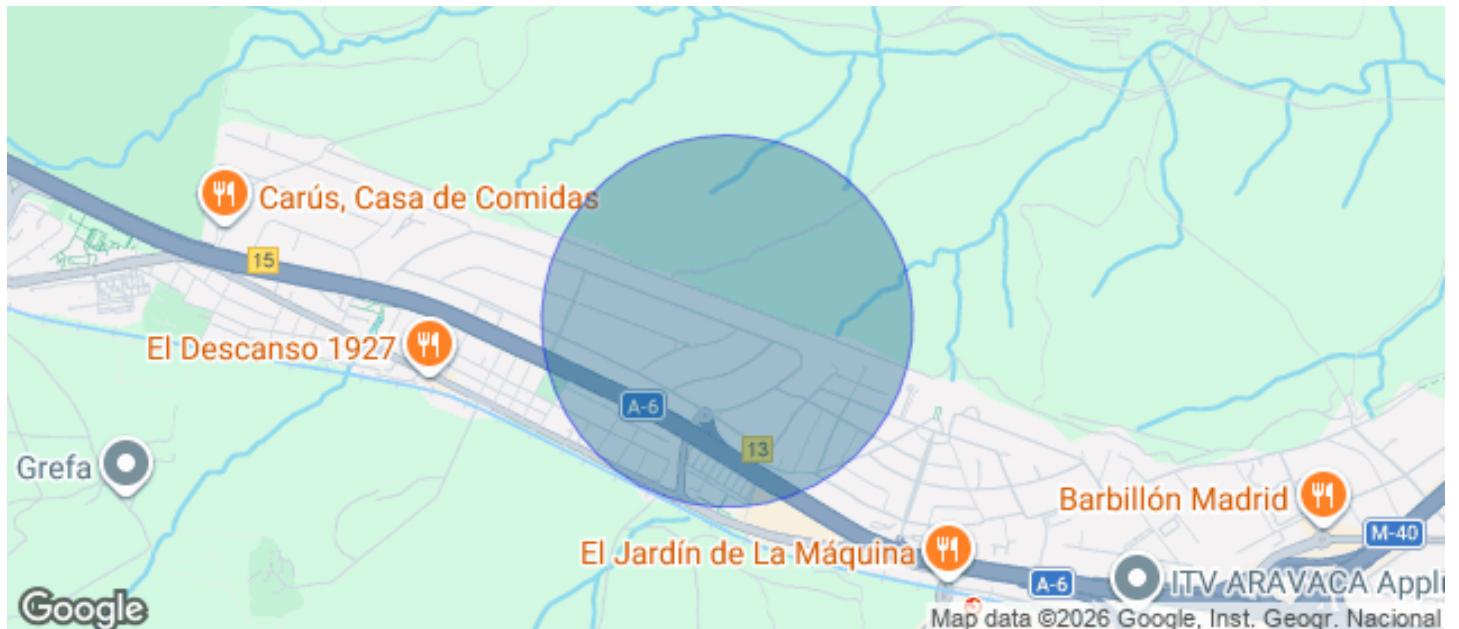 Carús, Casa de Comidas
15
El Descanso 1927
A-6
13
Grefa
Barbillón Madrid
M-40
El Jardín de La Máquina
A-6
ITV ARAVACA Appl
Google
Map data ©2026 Google, Inst. Geogr. Nacional